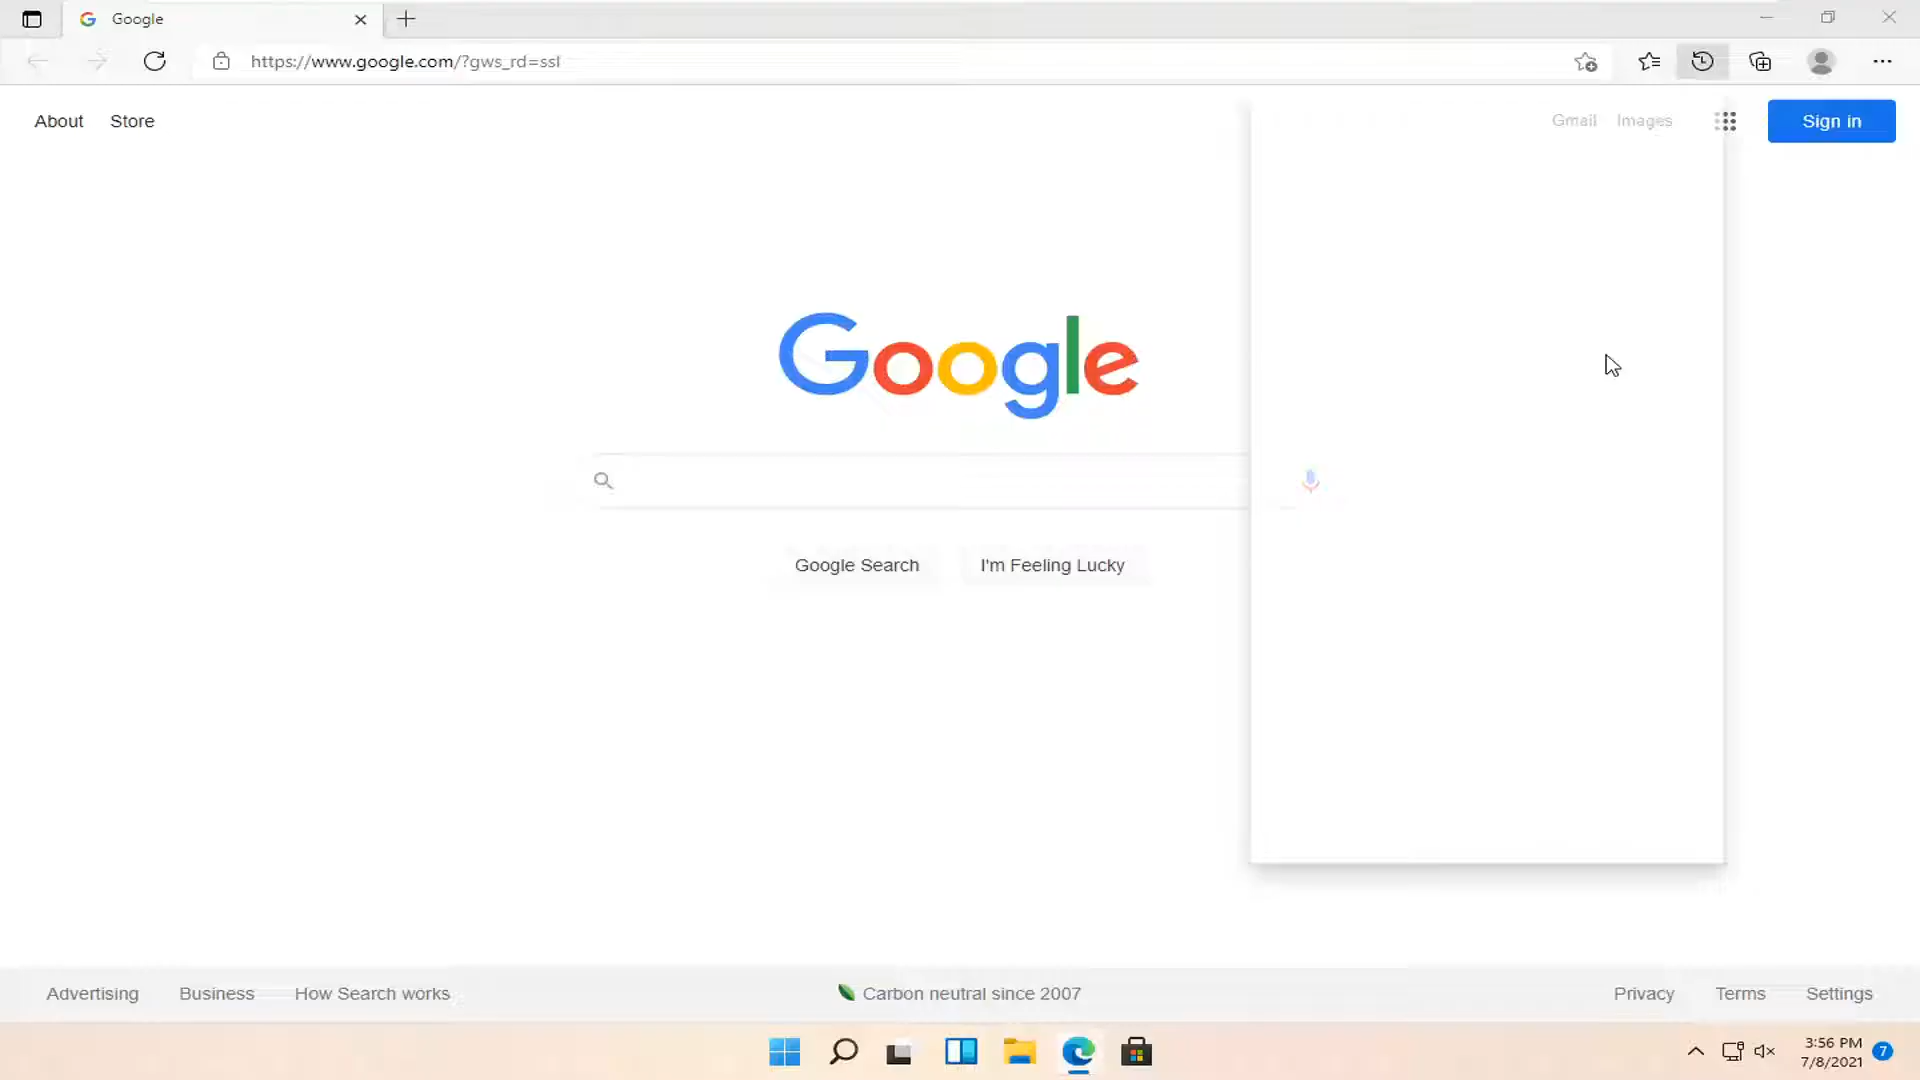 Google
https://www.google.com/?gws_rd=ssl
About Store Gmail Images Sign in
Google
Google Search I'm Feeling Lucky
Advertising Business How Search works Carbon neutral since 2007 Privacy Terms Settings
3:56 PM
7/8/2021 7